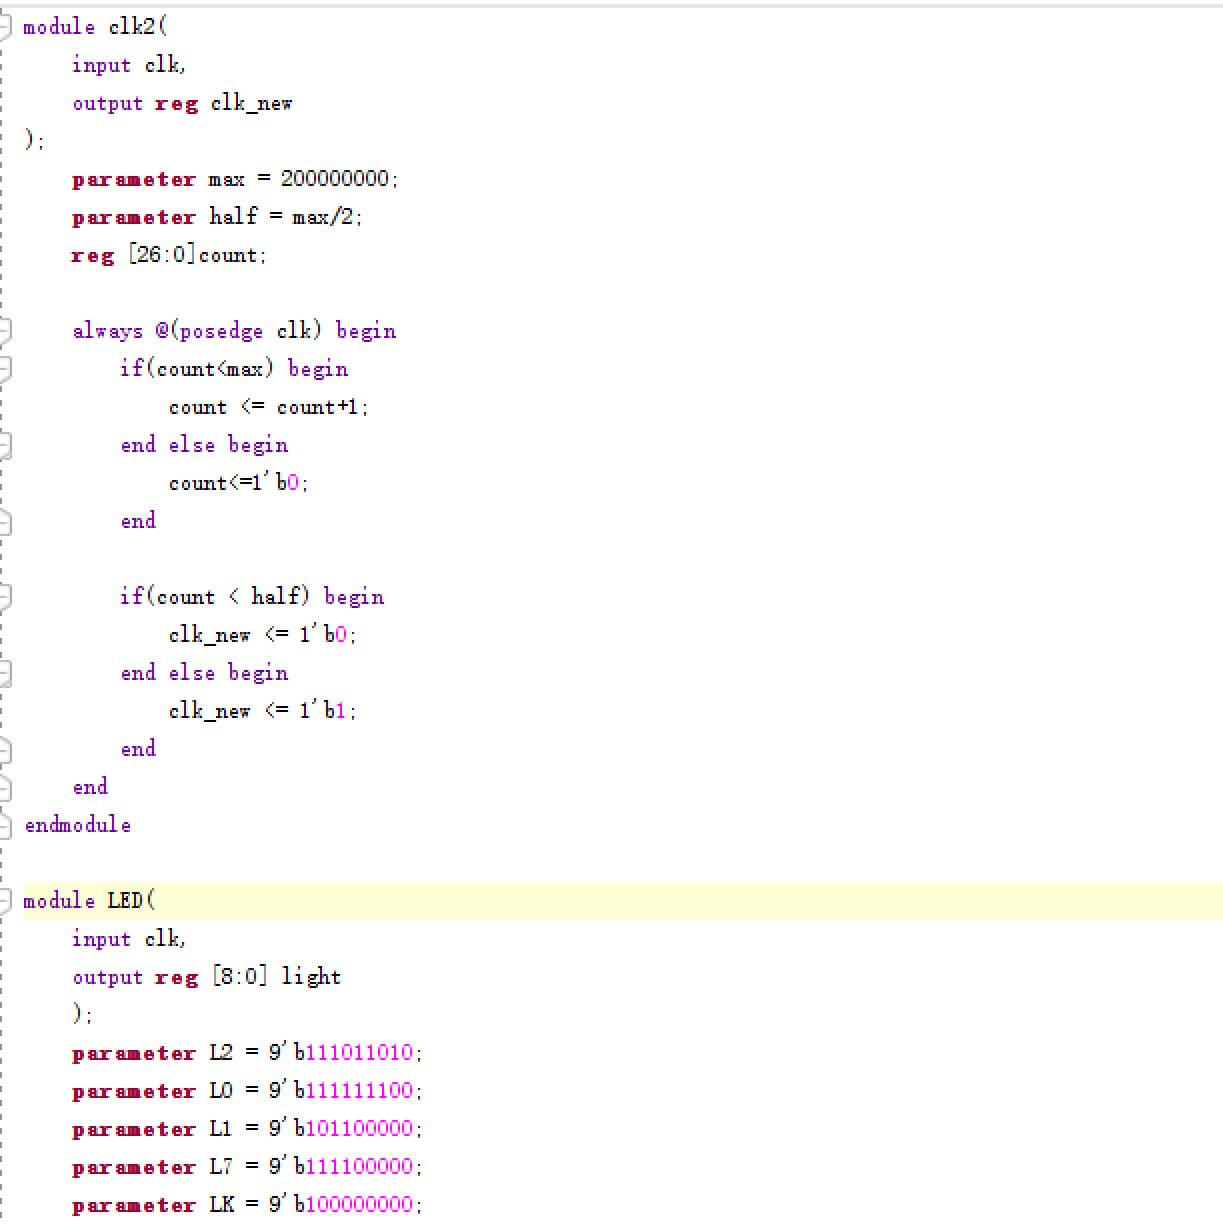 module clk2(
input clk,
output reg clk_new
);
parameter max = 200000000;
parameter half = max/2;
reg [26:0]count;
always @(posedge clk) begin
if(count<max) begin
count <= count+1;
end else begin
count<=1'b0;
end
if(count < half) begin
clk_new <= 1'b0;
end else begin
clk_new <= 1'b1;
end
end
endmodule
module LED(
input clk,
output reg [8:0] light
);
parameter L2 = 9'b111011010;
parameter L0 = 9'b111111100;
parameter L1 = 9'b101100000;
parameter L7 = 9'b111100000;
parameter LK = 9'b100000000;